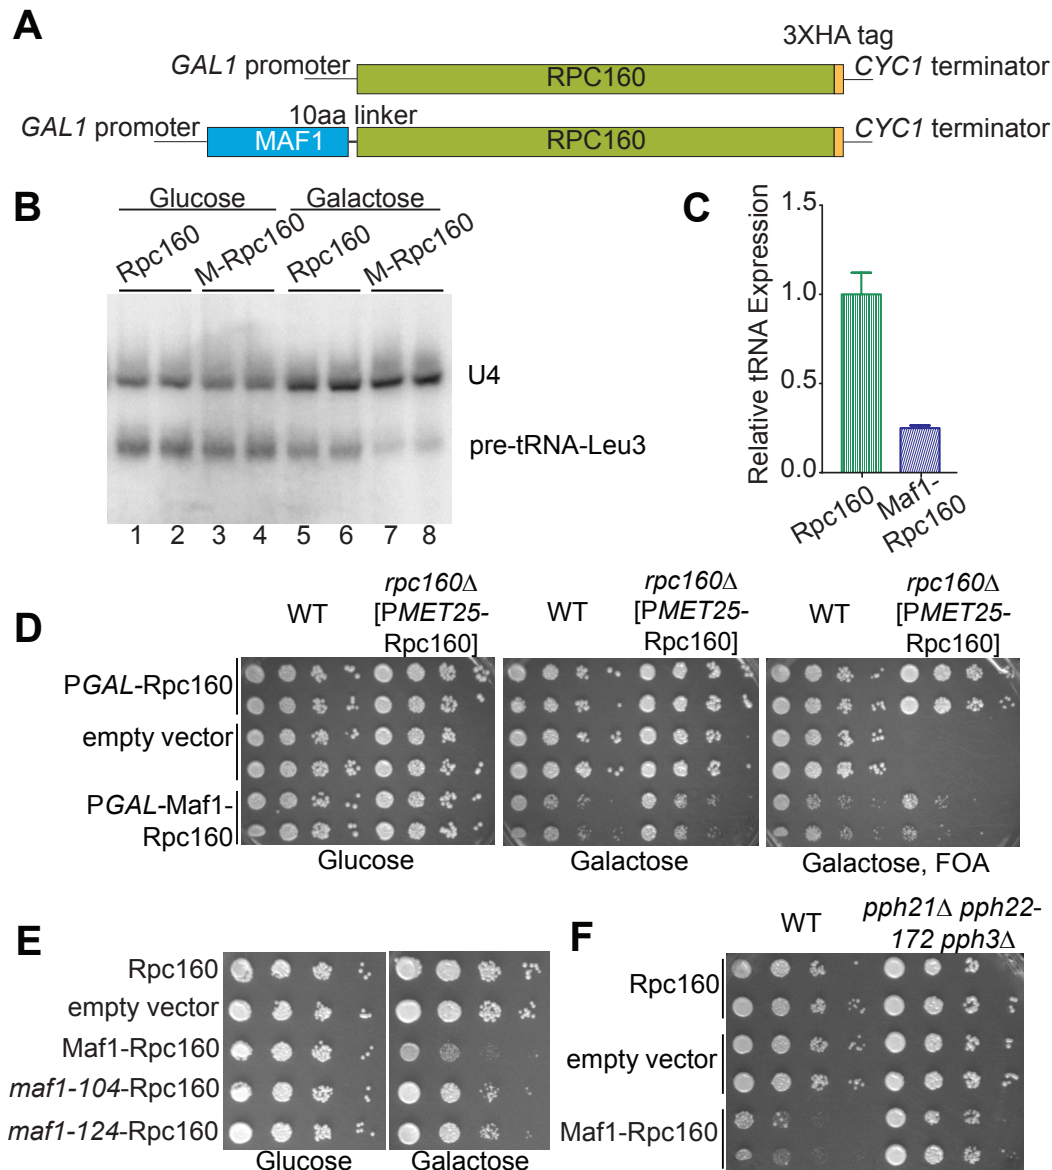 A
3XHA tag
GAL1 promoter
RPC160
CYC1 terminator
10aa linker
GAL1 promoter
MAF1
RPC160
CYC1 terminator
B
Glucose
Galactose
Rpc160
M-Rpc160
Rpc160
M-Rpc160
U4
pre-tRNA-Leu3
1 2 3 4 5 6 7 8
C
Relative tRNA Expression
1.5
1.0
0.5
0.0
Rpc160
Maf1-
Rpc160
D
WT
rpc160Δ
[PMET25-
Rpc160]
WT
rpc160Δ
[PMET25-
Rpc160]
WT
rpc160Δ
[PMET25-
Rpc160]
PGAL-Rpc160
empty vector
PGAL-Maf1-
Rpc160
Glucose
Galactose
Galactose, FOA
E
Rpc160
empty vector
Maf1-Rpc160
maf1-104-Rpc160
maf1-124-Rpc160
Glucose
Galactose
F
WT
pph21Δ pph22-
172 pph3Δ
Rpc160
empty vector
Maf1-Rpc160